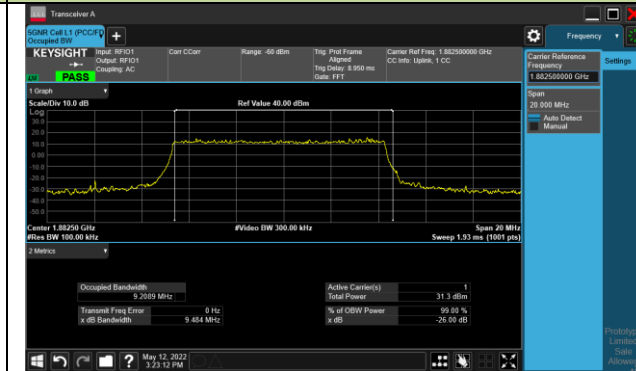 Transceiver A
5GNR Call L1 (PCC/FD
Occupied BW
Frequency
KEYSIGHT
Input: RFIO1
Output: RFIO1
Coupling: AC
Corr CCorr
Range: -60 dBm
Trig: Prot Frame
Aligned
Trig Delay: 8.950 ms
Gate: FFT
Carrier Ref Freq: 1.882500000 GHz
CC Info: Uplink, 1 CC
PASS
Carrier Reference
Frequency
1.882500000 GHz
Settings
Span
20.000 MHz
Auto Detect
Manual
1 Graph
Scale/Div 10.0 dB
Ref Value 40.00 dBm
Log
30.0
20.0
10.0
0.00
-10.0
-20.0
-30.0
-40.0
-50.0
Center 1.88250 GHz
#Video BW 300.00 kHz
Span 20 MHz
#Res BW 100.00 kHz
Sweep 1.93 ms (1001 pts)
2 Metrics
Occupied Bandwidth
9.2089 MHz
Active Carrier(s) 1
Total Power 31.3 dBm
Transmit Freq Error 0 Hz
x dB Bandwidth 9.484 MHz
% of OBW Power 99.00 %
x dB -26.00 dB
Prototyp
Limited
Sale
Allowed
May 12, 2022
3:23:12 PM